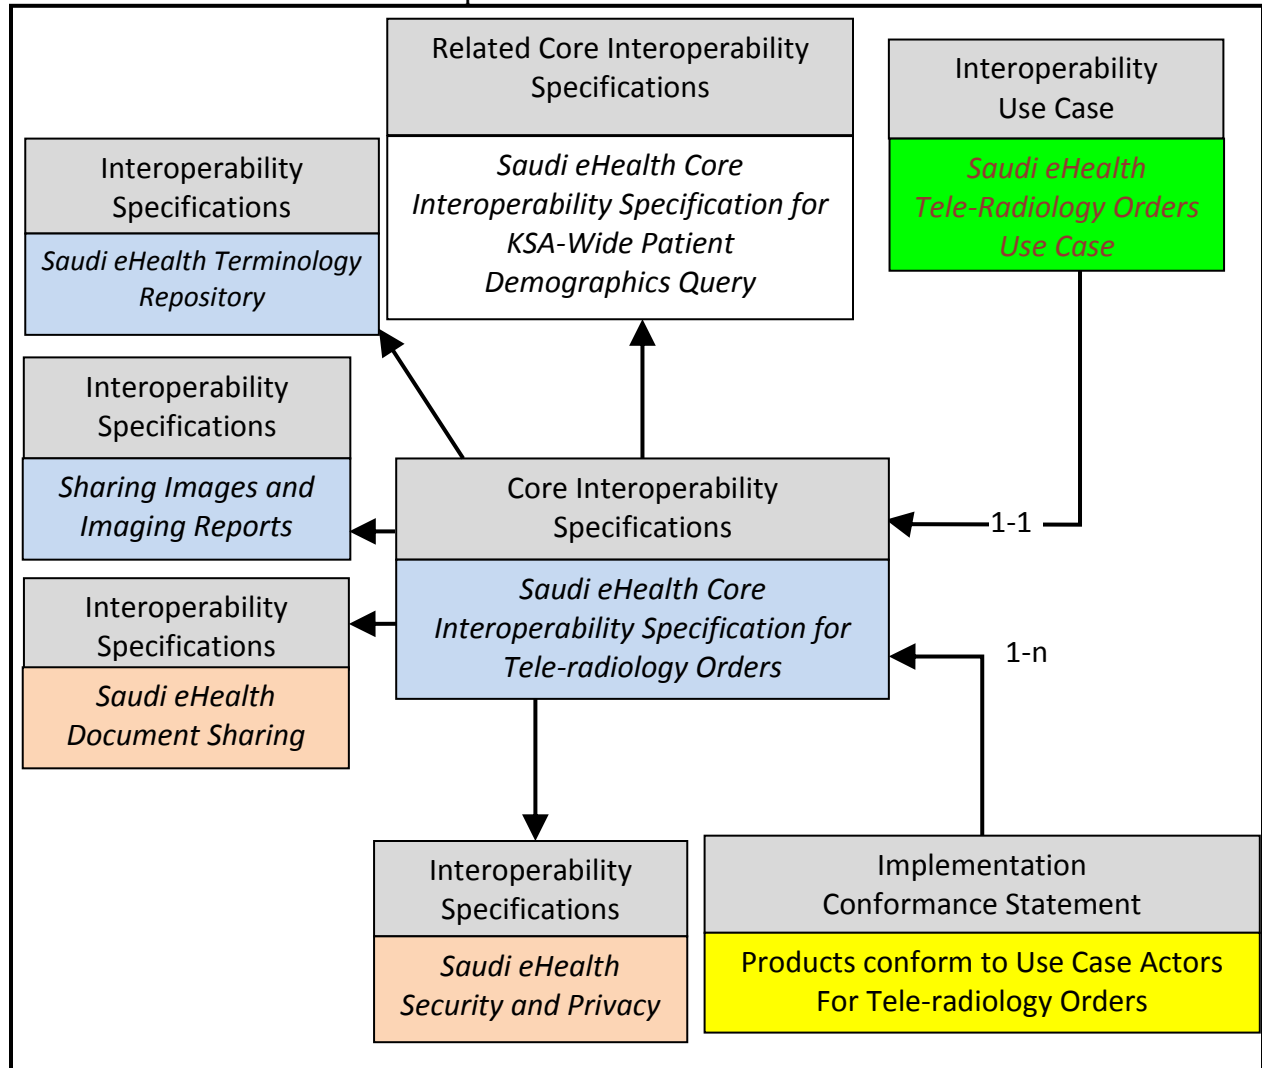 Related Core Interoperability
Specifications
Saudi eHealth Core
Interoperability Specification for
KSA-Wide Patient
Demographics Query
Interoperability
Use Case
Saudi eHealth
Tele-Radiology Orders
Use Case
Interoperability
Specifications
Saudi eHealth Terminology
Repository
Interoperability
Specifications
Sharing Images and
Imaging Reports
Core Interoperability
Specifications
Saudi eHealth Core
Interoperability Specification for
Tele-radiology Orders
1-1
1-n
Interoperability
Specifications
Saudi eHealth
Document Sharing
Interoperability
Specifications
Saudi eHealth
Security and Privacy
Implementation
Conformance Statement
Products conform to Use Case Actors
For Tele-radiology Orders